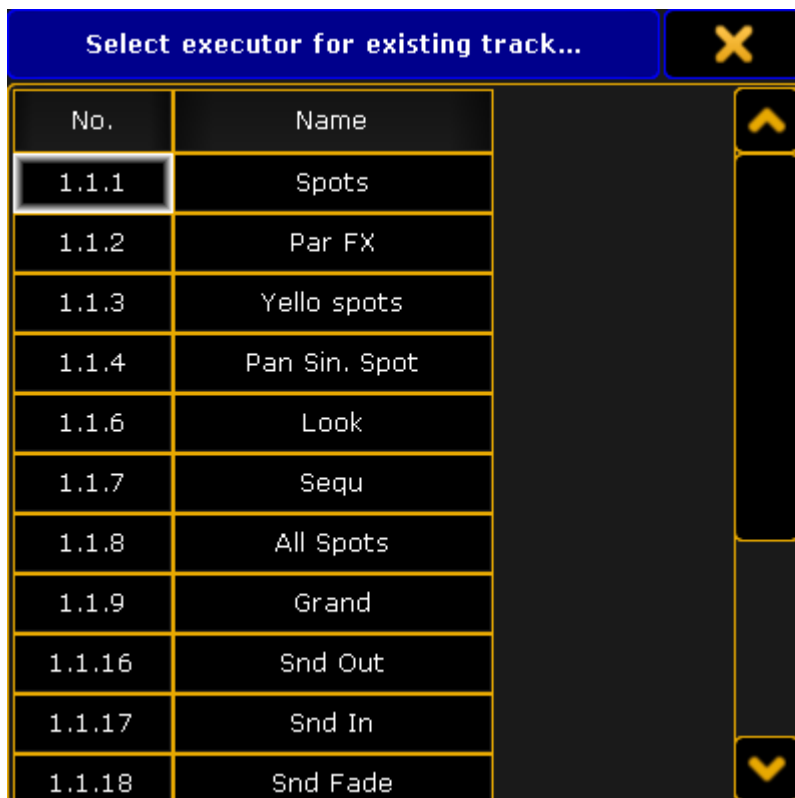 Select executor for existing track...
No. Name
1.1.1 Spots
1.1.2 Par FX
1.1.3 Yello spots
1.1.4 Pan Sin. Spot
1.1.6 Look
1.1.7 Sequ
1.1.8 All Spots
1.1.9 Grand
1.1.16 Snd Out
1.1.17 Snd In
1.1.18 Snd Fade